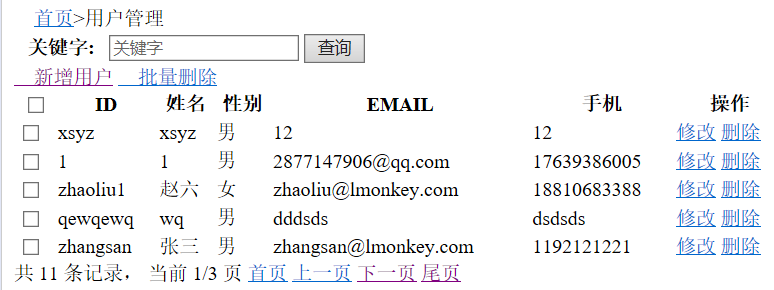 首页>用户管理
关键字： 关键字 查询
新增用户 批量删除
ID 姓名 性别 EMAIL 手机 操作
xsyz xsyz 男 12 12 修改 删除
1 1 男 2877147906@qq.com 17639386005 修改 删除
zhaoliu1 赵六 女 zhaoliu@lmonkey.com 18810683388 修改 删除
qewqewq wq 男 dddsds dsdsds 修改 删除
zhangsan 张三 男 zhangsan@lmonkey.com 1192121221 修改 删除
共 11 条记录， 当前 1/3 页 首页 上一页 下一页 尾页